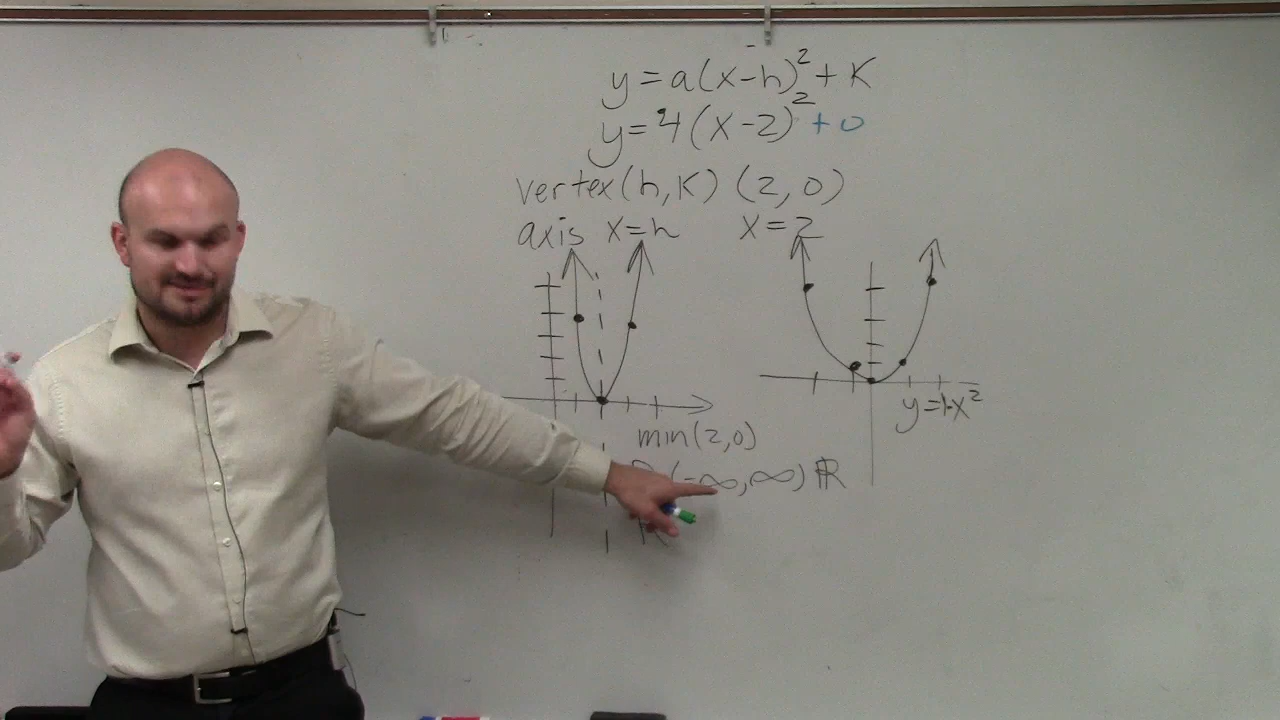 y = a(x-h)² + K
y = 4(x-2)² + 0
vertex(h,K) (2,0)
axis x=h x=2
y=1·x²
min(2,0)
(-∞,∞) ℝ